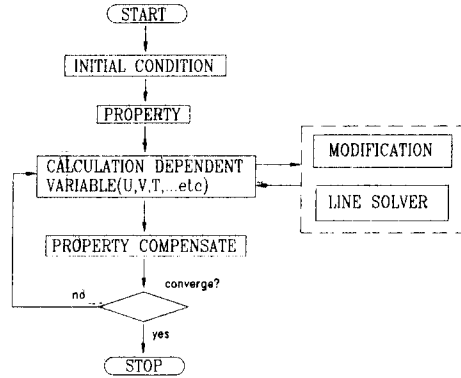 START
INITIAL CONDITION
PROPERTY
CALCULATION DEPENDENT
VARIABLE(U,V,T,...etc)
MODIFICATION
LINE SOLVER
PROPERTY COMPENSATE
converge?
no
yes
STOP